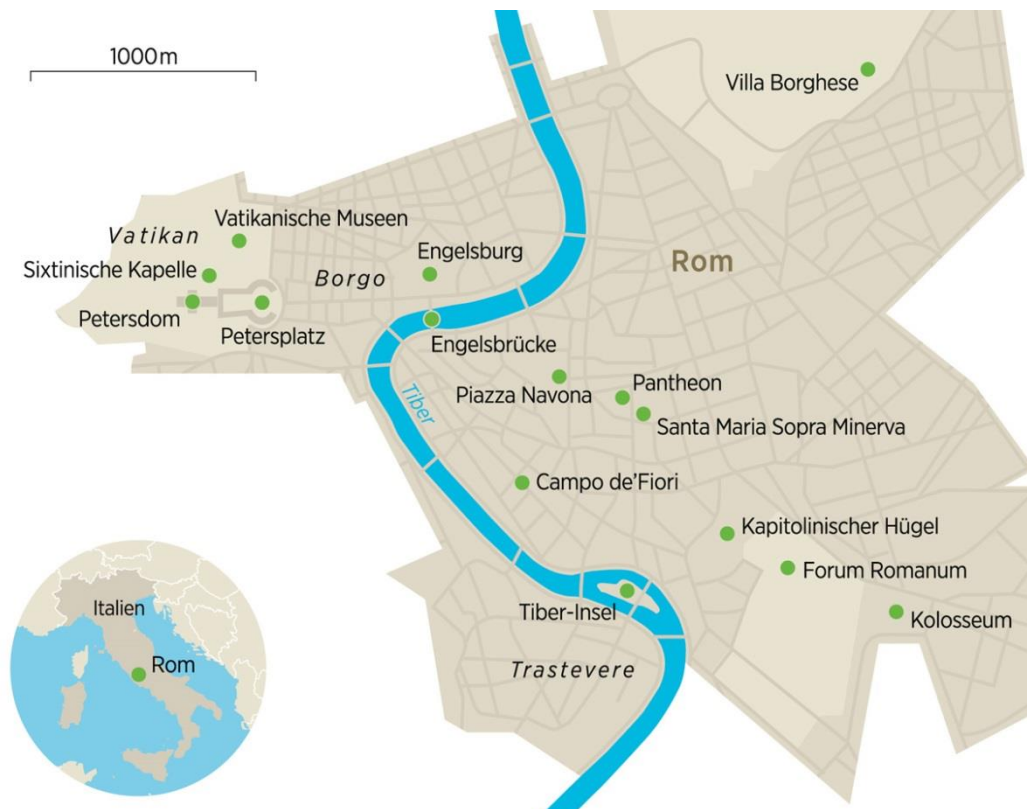 1000 m
Villa Borghese
Vatikanische Museen
Vatikan
Engelsburg
Rom
Sixtinische Kapelle
Borgo
Petersdom
Petersplatz
Engelsbrücke
Tiber
Piazza Navona
Pantheon
Santa Maria Sopra Minerva
Campo de’Fiori
Kapitolinischer Hügel
Forum Romanum
Tiber-Insel
Kolosseum
Trastevere
Italien
Rom